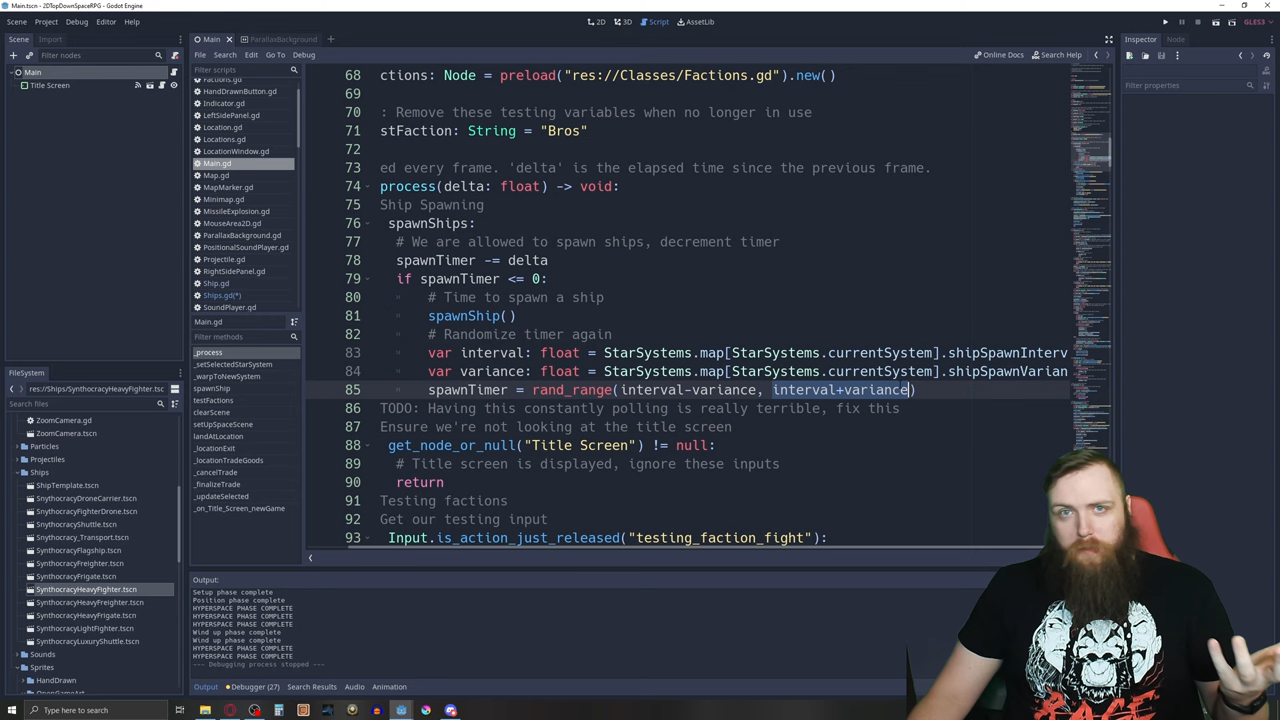 Main.tscn - 2DTopDownSpaceRPG - Godot Engine
Scene Project Debug Editor Help
2D 3D Script AssetLib
GLES3
Scene Import
Filter nodes
Main
Title Screen
Main ParallaxBackground
File Search Edit Go To Debug
Online Docs Search Help
Filter scripts
Factions.gd
HandDrawnButton.gd
Indicator.gd
LeftSidePanel.gd
Location.gd
Locations.gd
LocationWindow.gd
Main.gd
Map.gd
MapMarker.gd
Minimap.gd
MissileExplosion.gd
MouseArea2D.gd
ParallaxBackground.gd
PositionalSoundPlayer.gd
Projectile.gd
RightSidePanel.gd
Ship.gd
Ships.gd(*)
SoundPlayer.gd
Main.gd
Filter methods
_process
_setSelectedStarSystem
_warpToNewSystem
spawnShip
testFactions
clearScene
setUpSpaceScene
landAtLocation
_locationExit
_locationTradeGoods
_cancelTrade
_finalizeTrade
_updateSelected
_on_Title_Screen_newGame
68 ctions: Node = preload("res://Classes/Factions.gd").new()
69
70 remove these testing variables when no longer in use
71 stFaction: String = "Bros"
72
73 ed every frame. 'delta' is the elapsed time since the previous frame.
74 process(delta: float) -> void:
75 Ship Spawning
76 spawnShips:
77 # We are allowed to spawn ships, decrement timer
78 spawnTimer -= delta
79 if spawnTimer <= 0:
80 # Time to spawn a ship
81 spawnShip()
82 # Randomize timer again
83 var interval: float = StarSystems.map[StarSystems.currentSystem].shipSpawnInterv
84 var variance: float = StarSystems.map[StarSystems.currentSystem].shipSpawnVarian
85 spawnTimer = rand_range(interval-variance, interval+variance)
86 TODO: Having this constantly polling is really terrible, fix this
87 sure we're not looking at the title screen
88 get_node_or_null("Title Screen") != null:
89 # Title screen is displayed, ignore these inputs
90 return
91 Testing factions
92 Get our testing input
93 Input.is_action_just_released("testing_faction_fight"):
Inspector Node
Filter properties
FileSystem
res://Ships/SynthocracyHeavyFighter.tsc
Search files
ZoomCamera.gd
ZoomCamera.tscn
Particles
Projectiles
Ships
ShipTemplate.tscn
SnythocracyDroneCarrier.tscn
SnythocracyFighterDrone.tscn
SnythocracyShuttle.tscn
Synthocracy_Transport.tscn
SynthocracyFlagship.tscn
SynthocracyFreighter.tscn
SynthocracyFrigate.tscn
SynthocracyHeavyFighter.tscn
SynthocracyHeavyFreighter.tscn
SynthocracyHeavyFrigate.tscn
SynthocracyLightFighter.tscn
SynthocracyLuxuryShuttle.tscn
Sounds
Sprites
HandDrawn
OpenGameArt
Output:
Setup phase complete
Position phase complete
HYPERSPACE PHASE COMPLETE
HYPERSPACE PHASE COMPLETE
Wind up phase complete
Wind up phase complete
HYPERSPACE PHASE COMPLETE
HYPERSPACE PHASE COMPLETE
--- Debugging process stopped ---
Output Debugger (27) Search Results Audio Animation
Type here to search
RAGE